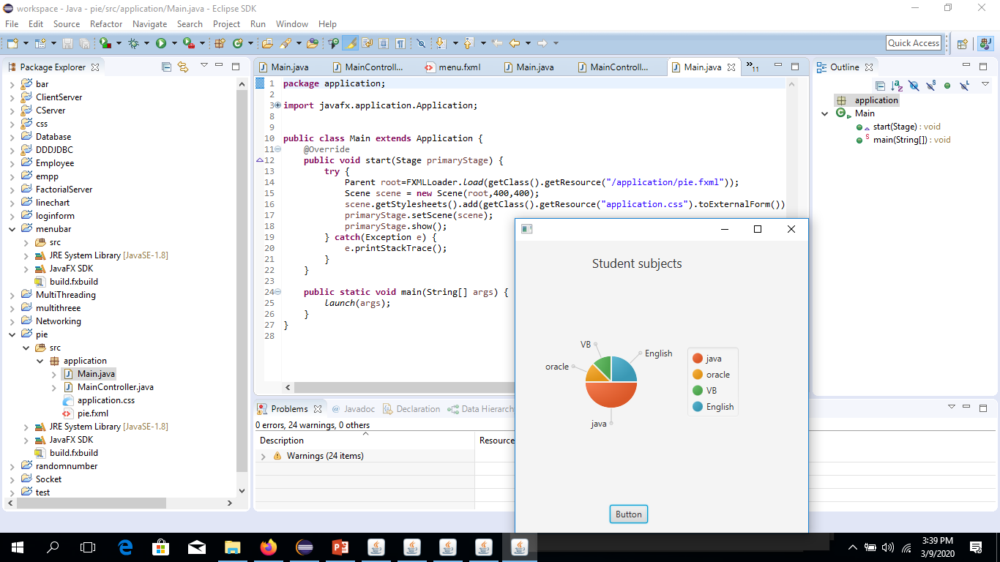 workspace - Java - pie/src/application/Main.java - Eclipse SDK
File Edit Source Refactor Navigate Search Project Run Window Help
Quick Access
Package Explorer
bar
ClientServer
CServer
css
Database
DDDJDBC
Employee
empp
FactorialServer
linechart
loginform
menubar
src
JRE System Library [JavaSE-1.8]
JavaFX SDK
build.fxbuild
MultiThreading
multithreee
Networking
pie
src
application
Main.java
MainController.java
application.css
pie.fxml
JRE System Library [JavaSE-1.8]
JavaFX SDK
build.fxbuild
randomnumber
Socket
test
Main.java MainControll... menu.fxml Main.java MainControll... Main.java »11
1 package application;
2
3 import javafx.application.Application;
8
9
10 public class Main extends Application {
11 @Override
12 public void start(Stage primaryStage) {
13 try {
14 Parent root=FXMLLoader.load(getClass().getResource("/application/pie.fxml"));
15 Scene scene = new Scene(root,400,400);
16 scene.getStylesheets().add(getClass().getResource("application.css").toExternalForm())
17 primaryStage.setScene(scene);
18 primaryStage.show();
19 } catch(Exception e) {
20 e.printStackTrace();
21 }
22 }
23
24 public static void main(String[] args) {
25 launch(args);
26 }
27 }
28
Outline
application
Main
start(Stage) : void
main(String[]) : void
Problems Javadoc Declaration Data Hierarch
0 errors, 24 warnings, 0 others
Description Resource
Warnings (24 items)
Student subjects
VB
English
oracle
java
java
oracle
VB
English
Button
3:39 PM
3/9/2020